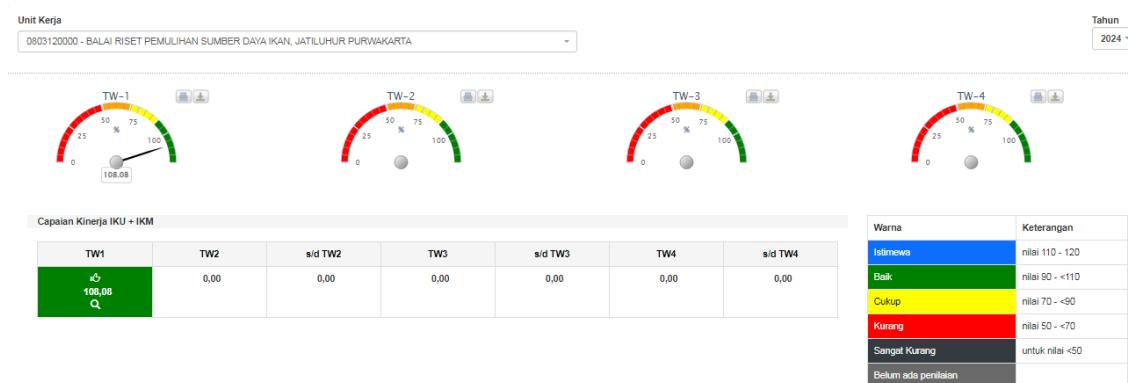 Unit Kerja
Tahun
0803120000 - BALAI RISET PEMULIHAN SUMBER DAYA IKAN, JATILUHUR PURWAKARTA
2024
TW-1
0
25
50
75
100
%
108.08
TW-2
0
25
50
75
100
%
TW-3
0
25
50
75
100
%
TW-4
0
25
50
75
100
%
Capaian Kinerja IKU + IKM
TW1 TW2 s/d TW2 TW3 s/d TW3 TW4 s/d TW4
108,08 0,00 0,00 0,00 0,00 0,00 0,00
Warna Keterangan
Istimewa nilai 110 - 120
Baik nilai 90 - <110
Cukup nilai 70 - <90
Kurang nilai 50 - <70
Sangat Kurang untuk nilai <50
Belum ada penilaian